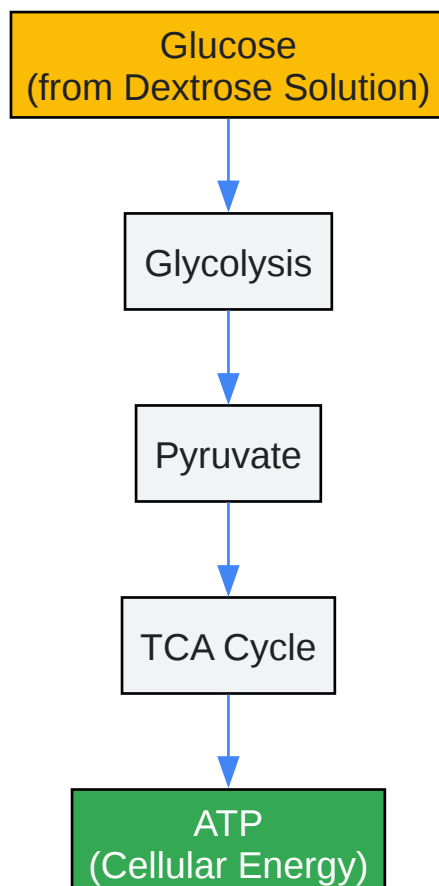 Glucose
(from Dextrose Solution)
Glycolysis
Pyruvate
TCA Cycle
ATP
(Cellular Energy)